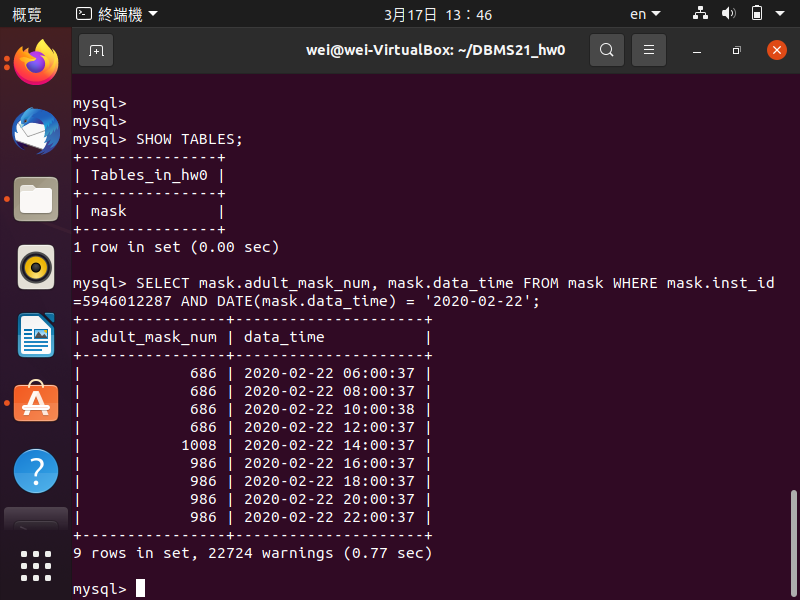 概覽 終端機 3月17日 13：46 en
wei@wei-VirtualBox: ~/DBMS21_hw0
mysql>
mysql>
mysql> SHOW TABLES;
+---------------+
| Tables_in_hw0 |
+---------------+
| mask          |
+---------------+
1 row in set (0.00 sec)
mysql> SELECT mask.adult_mask_num, mask.data_time FROM mask WHERE mask.inst_id
=5946012287 AND DATE(mask.data_time) = '2020-02-22';
+----------------+---------------------+
| adult_mask_num | data_time           |
+----------------+---------------------+
|            686 | 2020-02-22 06:00:37 |
|            686 | 2020-02-22 08:00:37 |
|            686 | 2020-02-22 10:00:38 |
|            686 | 2020-02-22 12:00:37 |
|           1008 | 2020-02-22 14:00:37 |
|            986 | 2020-02-22 16:00:37 |
|            986 | 2020-02-22 18:00:37 |
|            986 | 2020-02-22 20:00:37 |
|            986 | 2020-02-22 22:00:37 |
+----------------+---------------------+
9 rows in set, 22724 warnings (0.77 sec)
mysql>